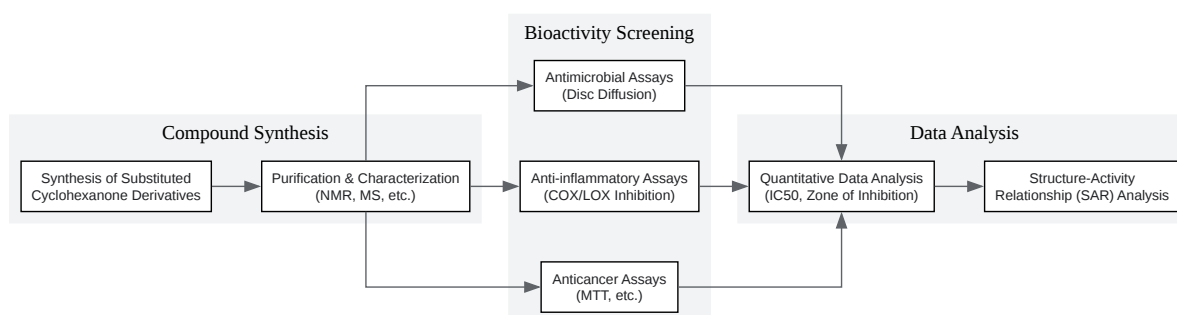 Bioactivity Screening
Antimicrobial Assays
(Disc Diffusion)
Compound Synthesis
Data Analysis
Synthesis of Substituted
Cyclohexanone Derivatives
Purification & Characterization
(NMR, MS, etc.)
Anti-inflammatory Assays
(COX/LOX Inhibition)
Quantitative Data Analysis
(IC50, Zone of Inhibition)
Structure-Activity
Relationship (SAR) Analysis
Anticancer Assays
(MTT, etc.)